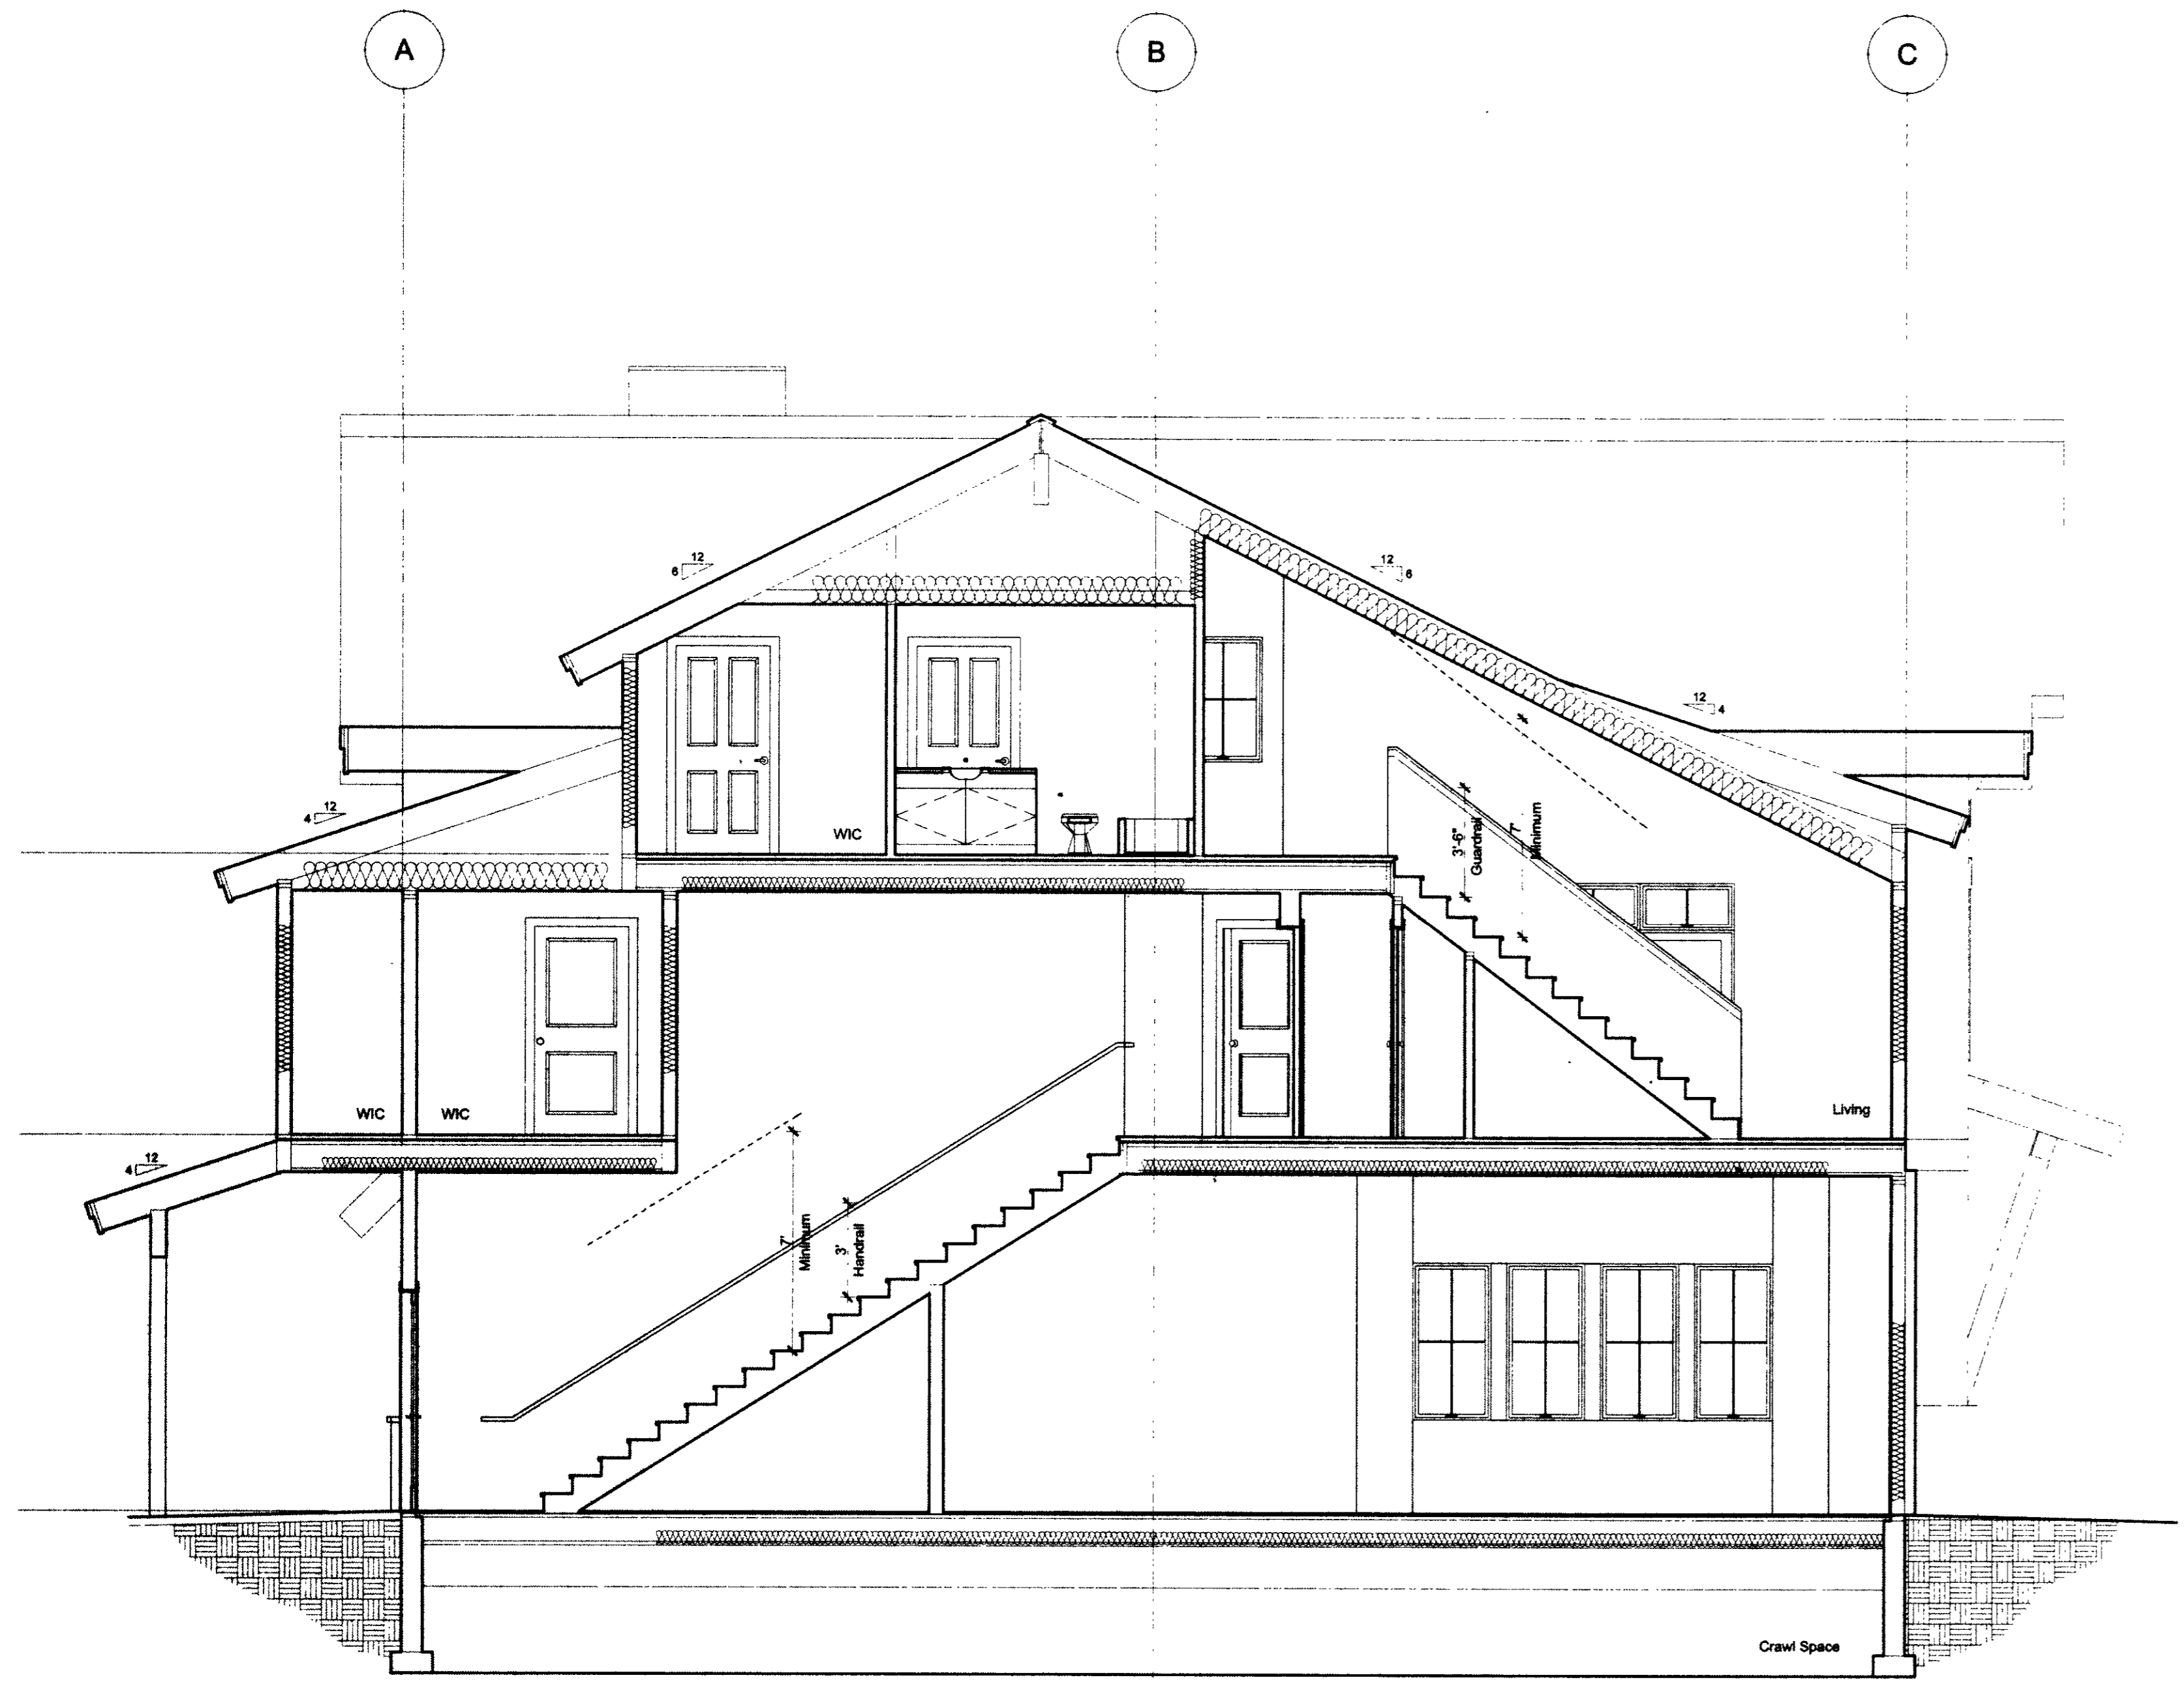 A
B
C
12
6
12
6
12
4
12
4
WIC
3'-6"
Guardrail
7'
Minimum
WIC
WIC
Living
12
4
7'
Minimum
3'
Handrail
Crawl Space